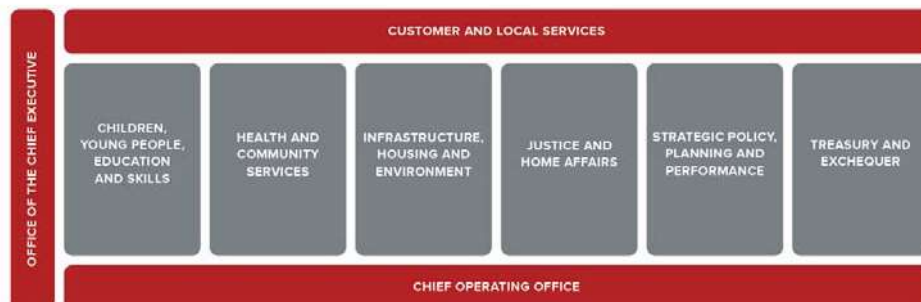 OFFICE OF THE CHIEF EXECUTIVE
CUSTOMER AND LOCAL SERVICES
CHILDREN,
YOUNG PEOPLE,
EDUCATION
AND SKILLS
HEALTH AND
COMMUNITY
SERVICES
INFRASTRUCTURE,
HOUSING AND
ENVIRONMENT
JUSTICE AND
HOME AFFAIRS
STRATEGIC POLICY,
PLANNING AND
PERFORMANCE
TREASURY AND
EXCHEQUER
CHIEF OPERATING OFFICE